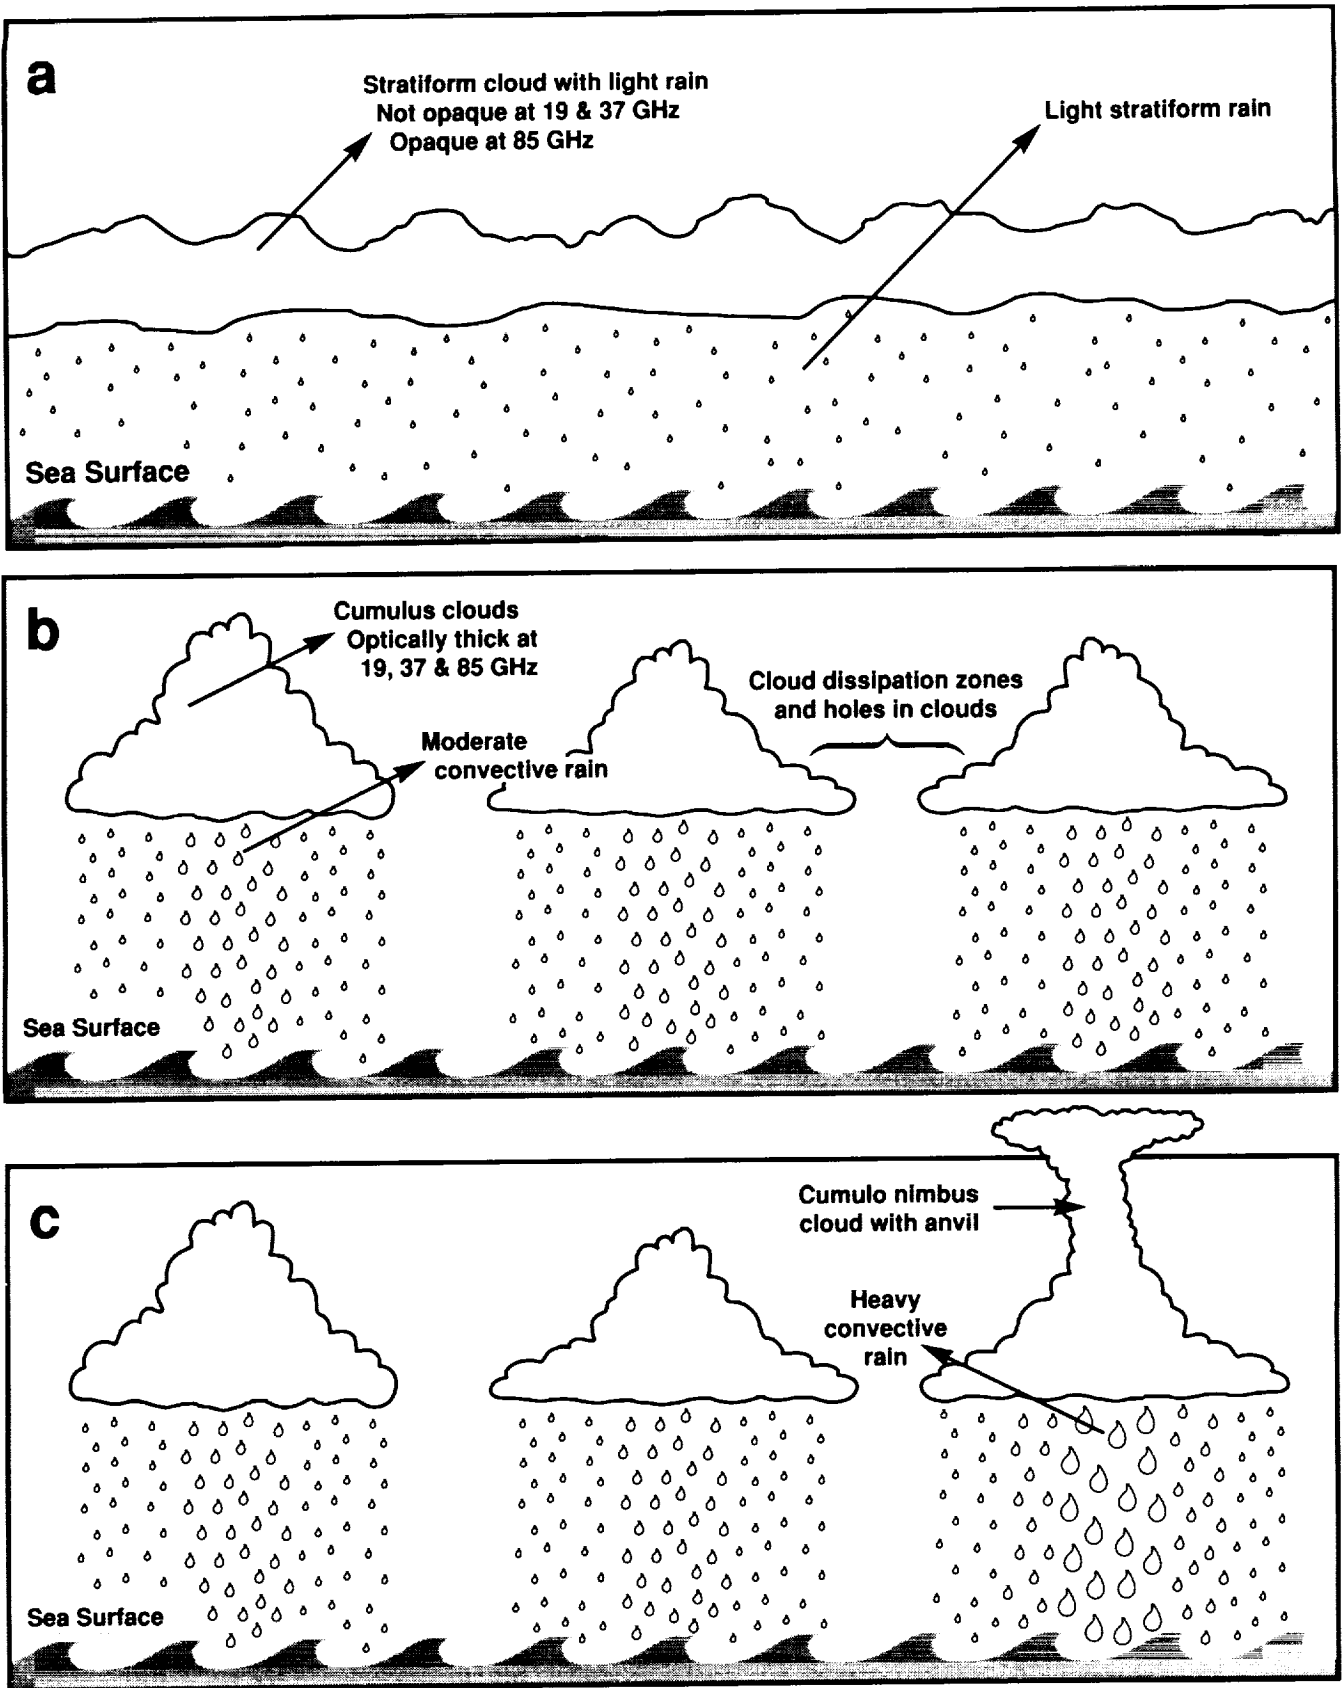 a
Stratiform cloud with light rain
Not opaque at 19 & 37 GHz
Opaque at 85 GHz
Light stratiform rain
Sea Surface
b
Cumulus clouds
Optically thick at
19, 37 & 85 GHz
Moderate
convective rain
Cloud dissipation zones
and holes in clouds
Sea Surface
c
Cumulo nimbus
cloud with anvil
Heavy
convective
rain
Sea Surface